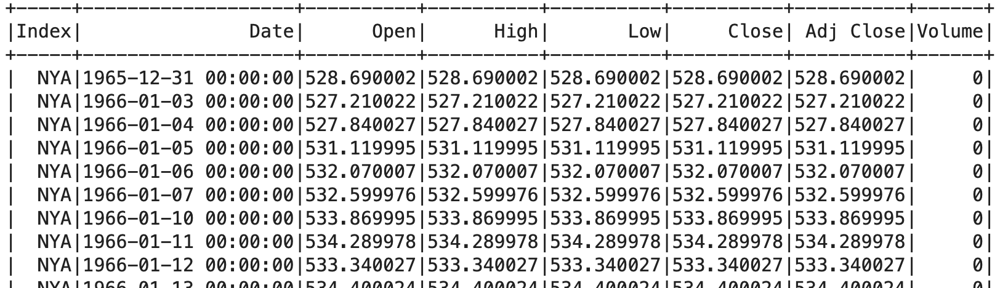 +-----+-------------------+----------+----------+----------+----------+----------+------+
|Index|               Date|      Open|      High|       Low|     Close| Adj Close|Volume|
+-----+-------------------+----------+----------+----------+----------+----------+------+
|  NYA|1965-12-31 00:00:00|528.690002|528.690002|528.690002|528.690002|528.690002|     0|
|  NYA|1966-01-03 00:00:00|527.210022|527.210022|527.210022|527.210022|527.210022|     0|
|  NYA|1966-01-04 00:00:00|527.840027|527.840027|527.840027|527.840027|527.840027|     0|
|  NYA|1966-01-05 00:00:00|531.119995|531.119995|531.119995|531.119995|531.119995|     0|
|  NYA|1966-01-06 00:00:00|532.070007|532.070007|532.070007|532.070007|532.070007|     0|
|  NYA|1966-01-07 00:00:00|532.599976|532.599976|532.599976|532.599976|532.599976|     0|
|  NYA|1966-01-10 00:00:00|533.869995|533.869995|533.869995|533.869995|533.869995|     0|
|  NYA|1966-01-11 00:00:00|534.289978|534.289978|534.289978|534.289978|534.289978|     0|
|  NYA|1966-01-12 00:00:00|533.340027|533.340027|533.340027|533.340027|533.340027|     0|
|  NYA|1966-01-13 00:00:00|534.400024|534.400024|534.400024|534.400024|534.400024|     0|